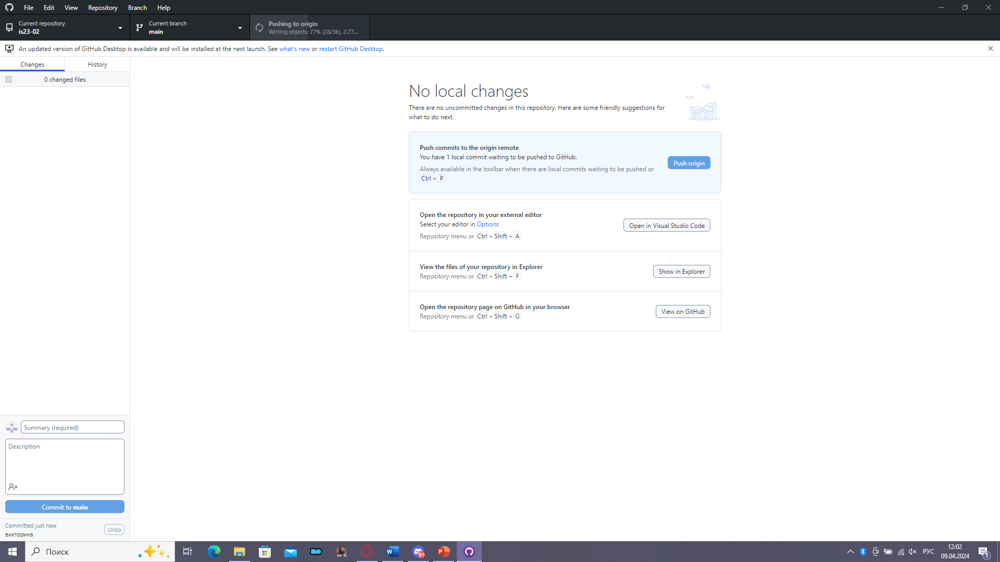 File Edit View Repository Branch Help
Current repository
is23-02
Current branch
main
Pushing to origin
Writing objects: 77% (28/36), 2.77...
An updated version of GitHub Desktop is available and will be installed at the next launch. See what's new or restart GitHub Desktop.
Changes
History
0 changed files
No local changes
There are no uncommitted changes in this repository. Here are some friendly suggestions for
what to do next.
Push commits to the origin remote
You have 1 local commit waiting to be pushed to GitHub.
Always available in the toolbar when there are local commits waiting to be pushed or
Ctrl + P
Push origin
Open the repository in your external editor
Select your editor in Options
Repository menu or Ctrl + Shift + A
Open in Visual Studio Code
View the files of your repository in Explorer
Repository menu or Ctrl + Shift + F
Show in Explorer
Open the repository page on GitHub in your browser
Repository menu or Ctrl + Shift + G
View on GitHub
Summary (required)
Description
Commit to main
Committed just now
викторина
Undo
Поиск
9+
РУС
12:02
09.04.2024
1